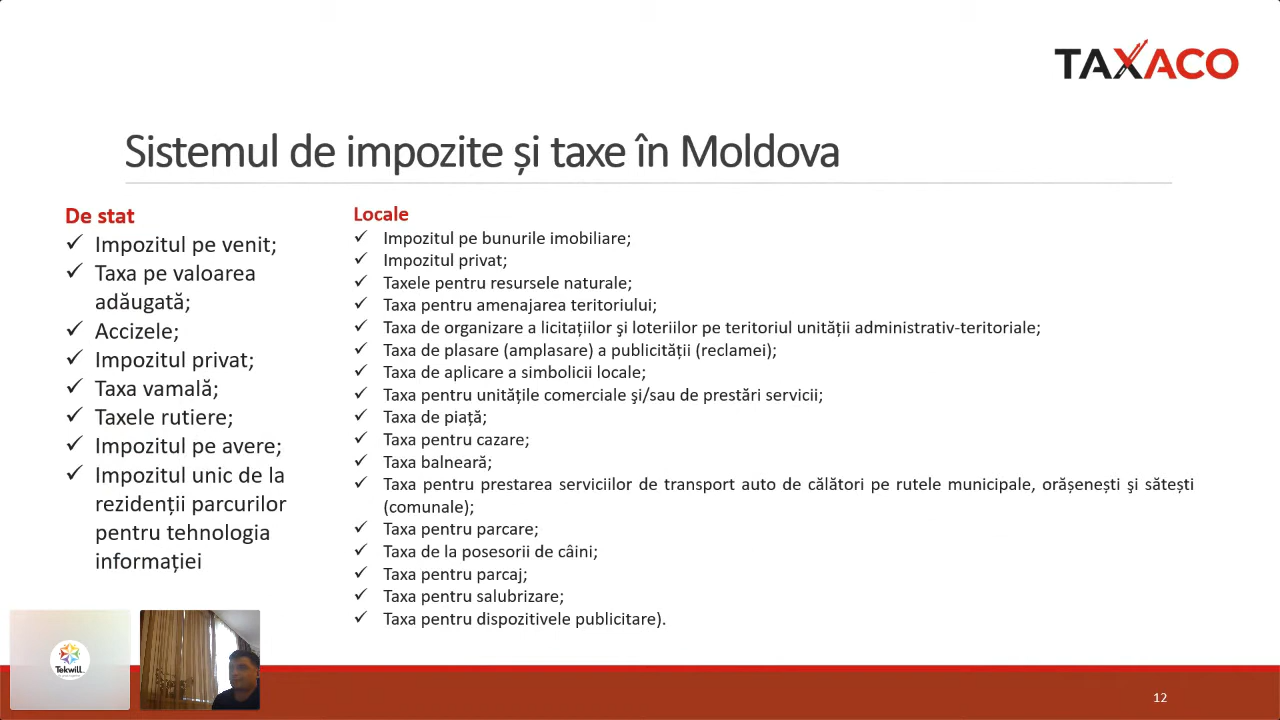 TAXACO
Sistemul de impozite și taxe în Moldova
De stat
Impozitul pe venit;
Taxa pe valoarea
adăugată;
Accizele;
Impozitul privat;
Taxa vamală;
Taxele rutiere;
Impozitul pe avere;
Impozitul unic de la
rezidenții parcurilor
pentru tehnologia
informației
Locale
Impozitul pe bunurile imobiliare;
Impozitul privat;
Taxele pentru resursele naturale;
Taxa pentru amenajarea teritoriului;
Taxa de organizare a licitațiilor şi loteriilor pe teritoriul unității administrativ-teritoriale;
Taxa de plasare (amplasare) a publicității (reclamei);
Taxa de aplicare a simbolicii locale;
Taxa pentru unitățile comerciale şi/sau de prestări servicii;
Taxa de piață;
Taxa pentru cazare;
Taxa balneară;
Taxa pentru prestarea serviciilor de transport auto de călători pe rutele municipale, orășenești şi sătești
(comunale);
Taxa pentru parcare;
Taxa de la posesorii de câini;
Taxa pentru parcaj;
Taxa pentru salubrizare;
Taxa pentru dispozitivele publicitare).
Tekwill
12